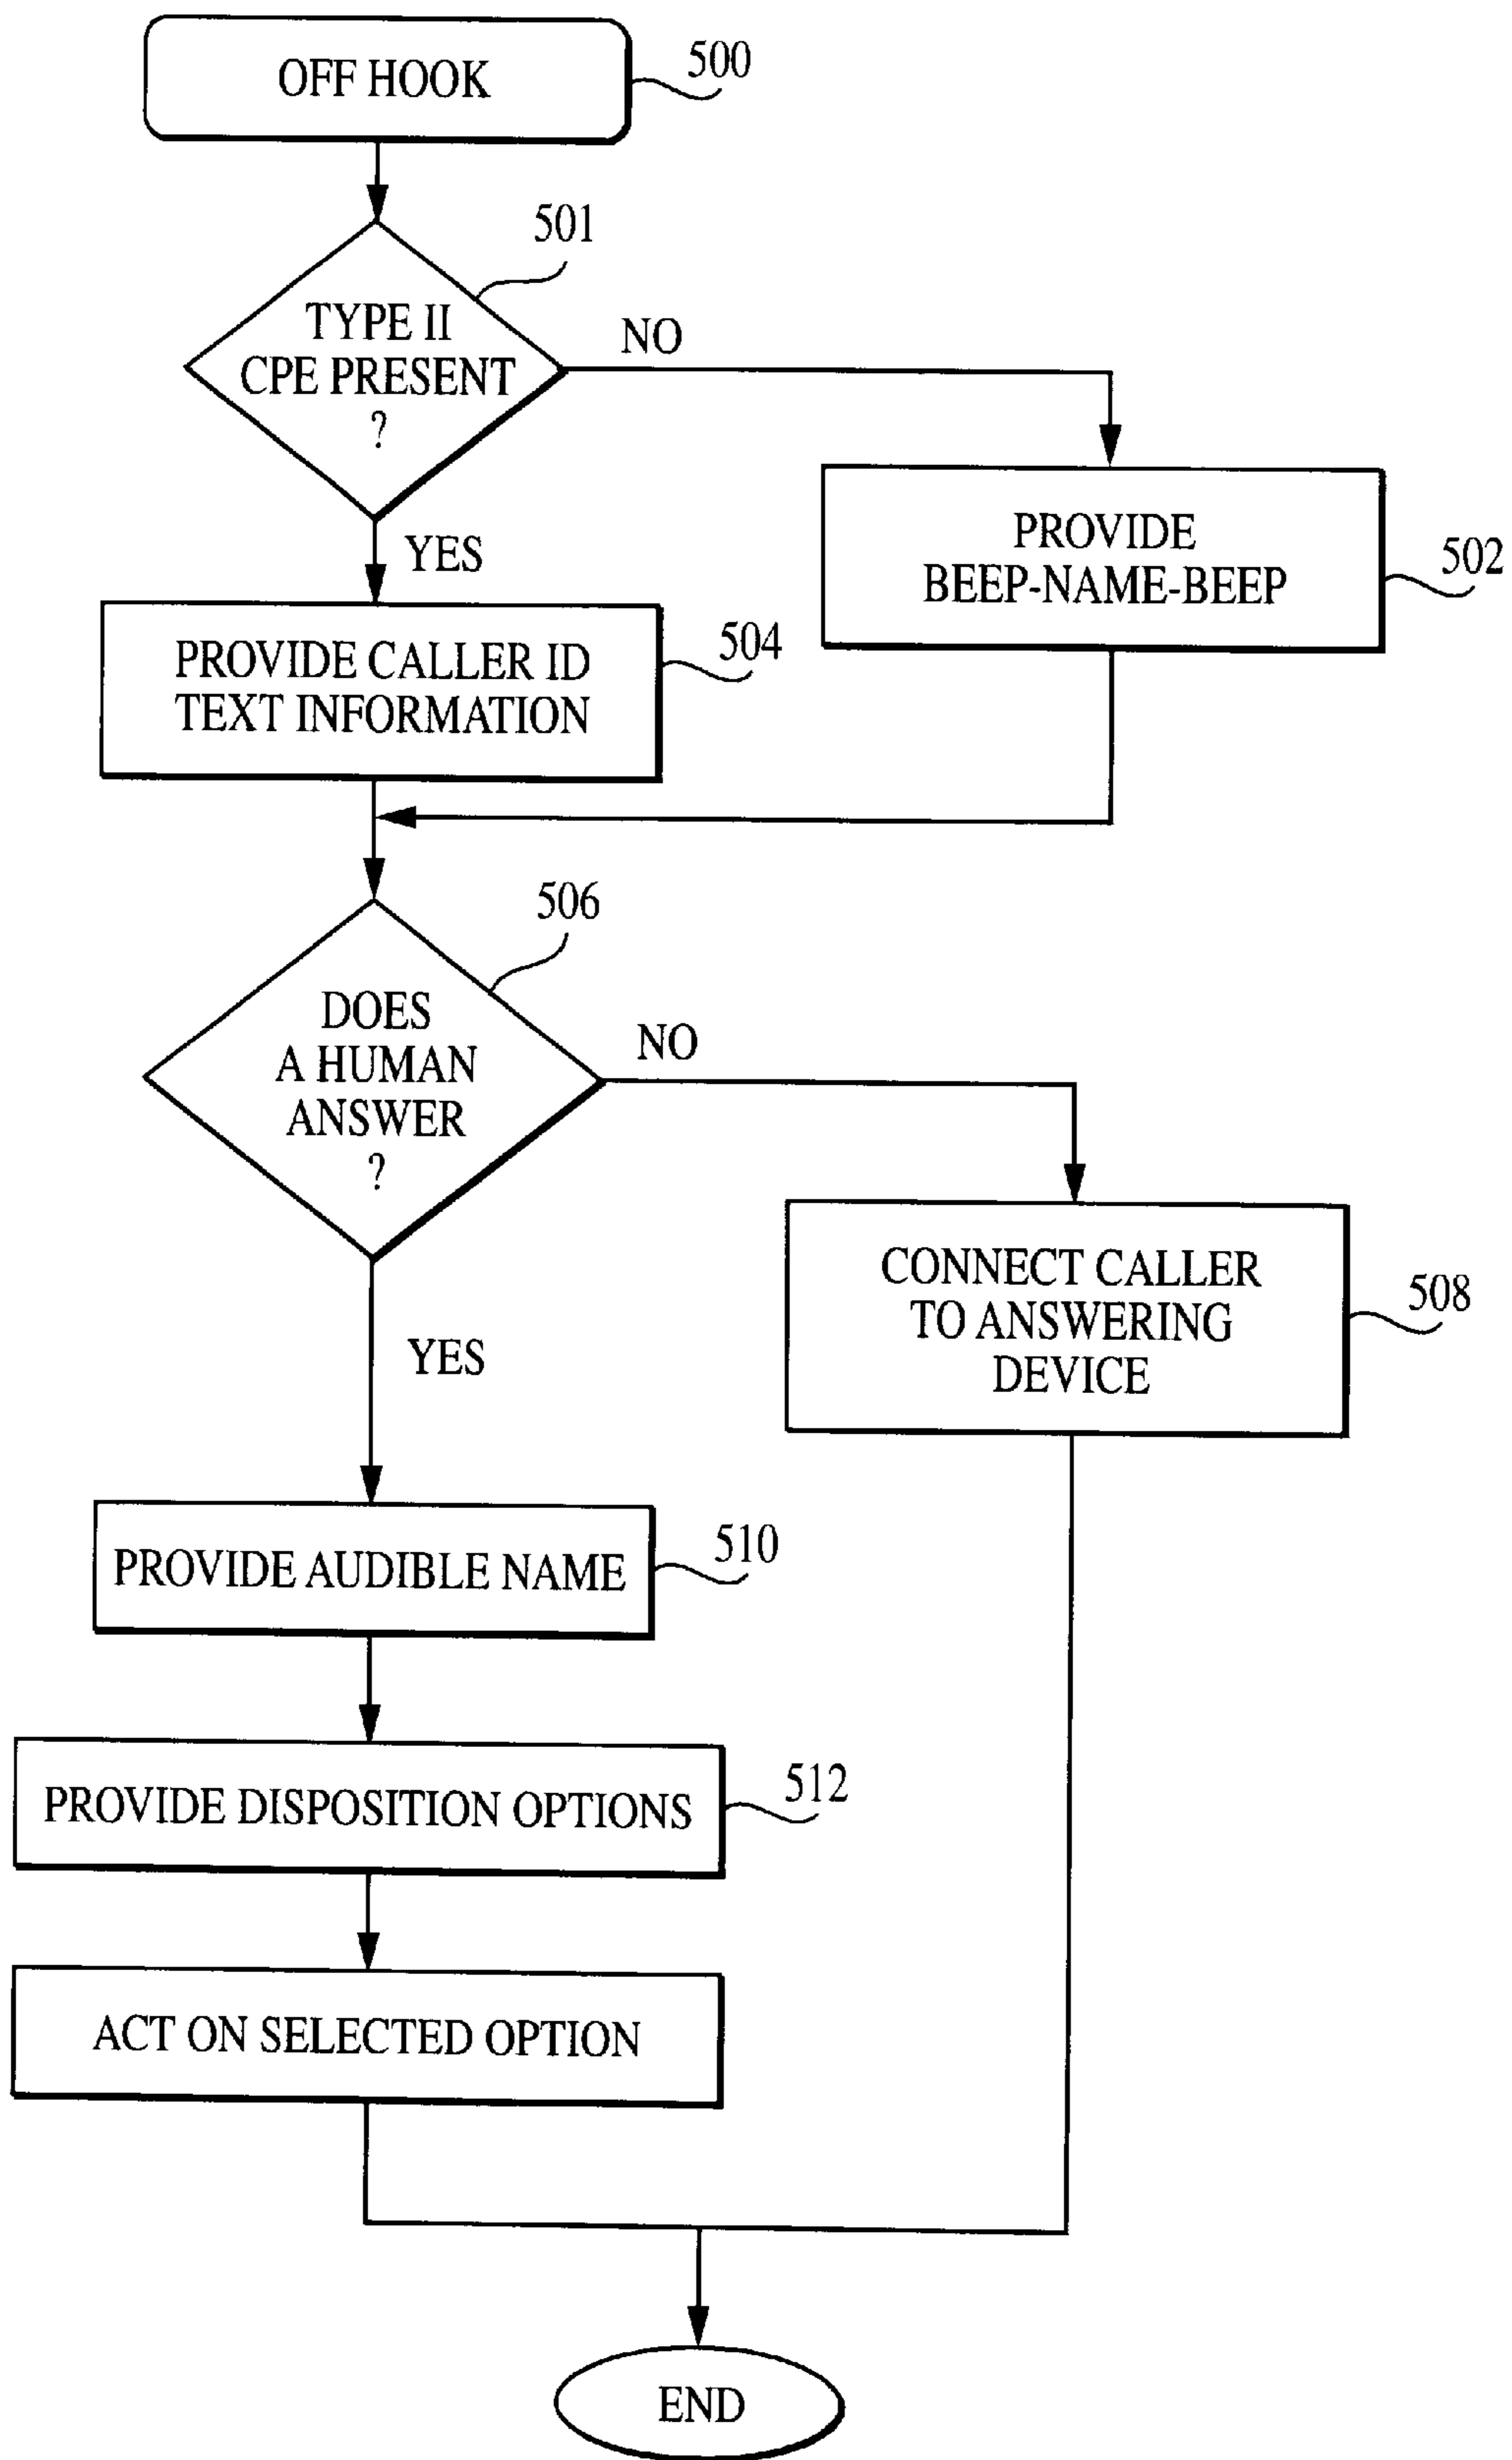 OFF HOOK
500
501
TYPE II
CPE PRESENT
?
NO
YES
PROVIDE
BEEP-NAME-BEEP
502
PROVIDE CALLER ID
TEXT INFORMATION
504
506
DOES
A HUMAN
ANSWER
?
NO
YES
CONNECT CALLER
TO ANSWERING
DEVICE
508
PROVIDE AUDIBLE NAME
510
PROVIDE DISPOSITION OPTIONS
512
ACT ON SELECTED OPTION
END